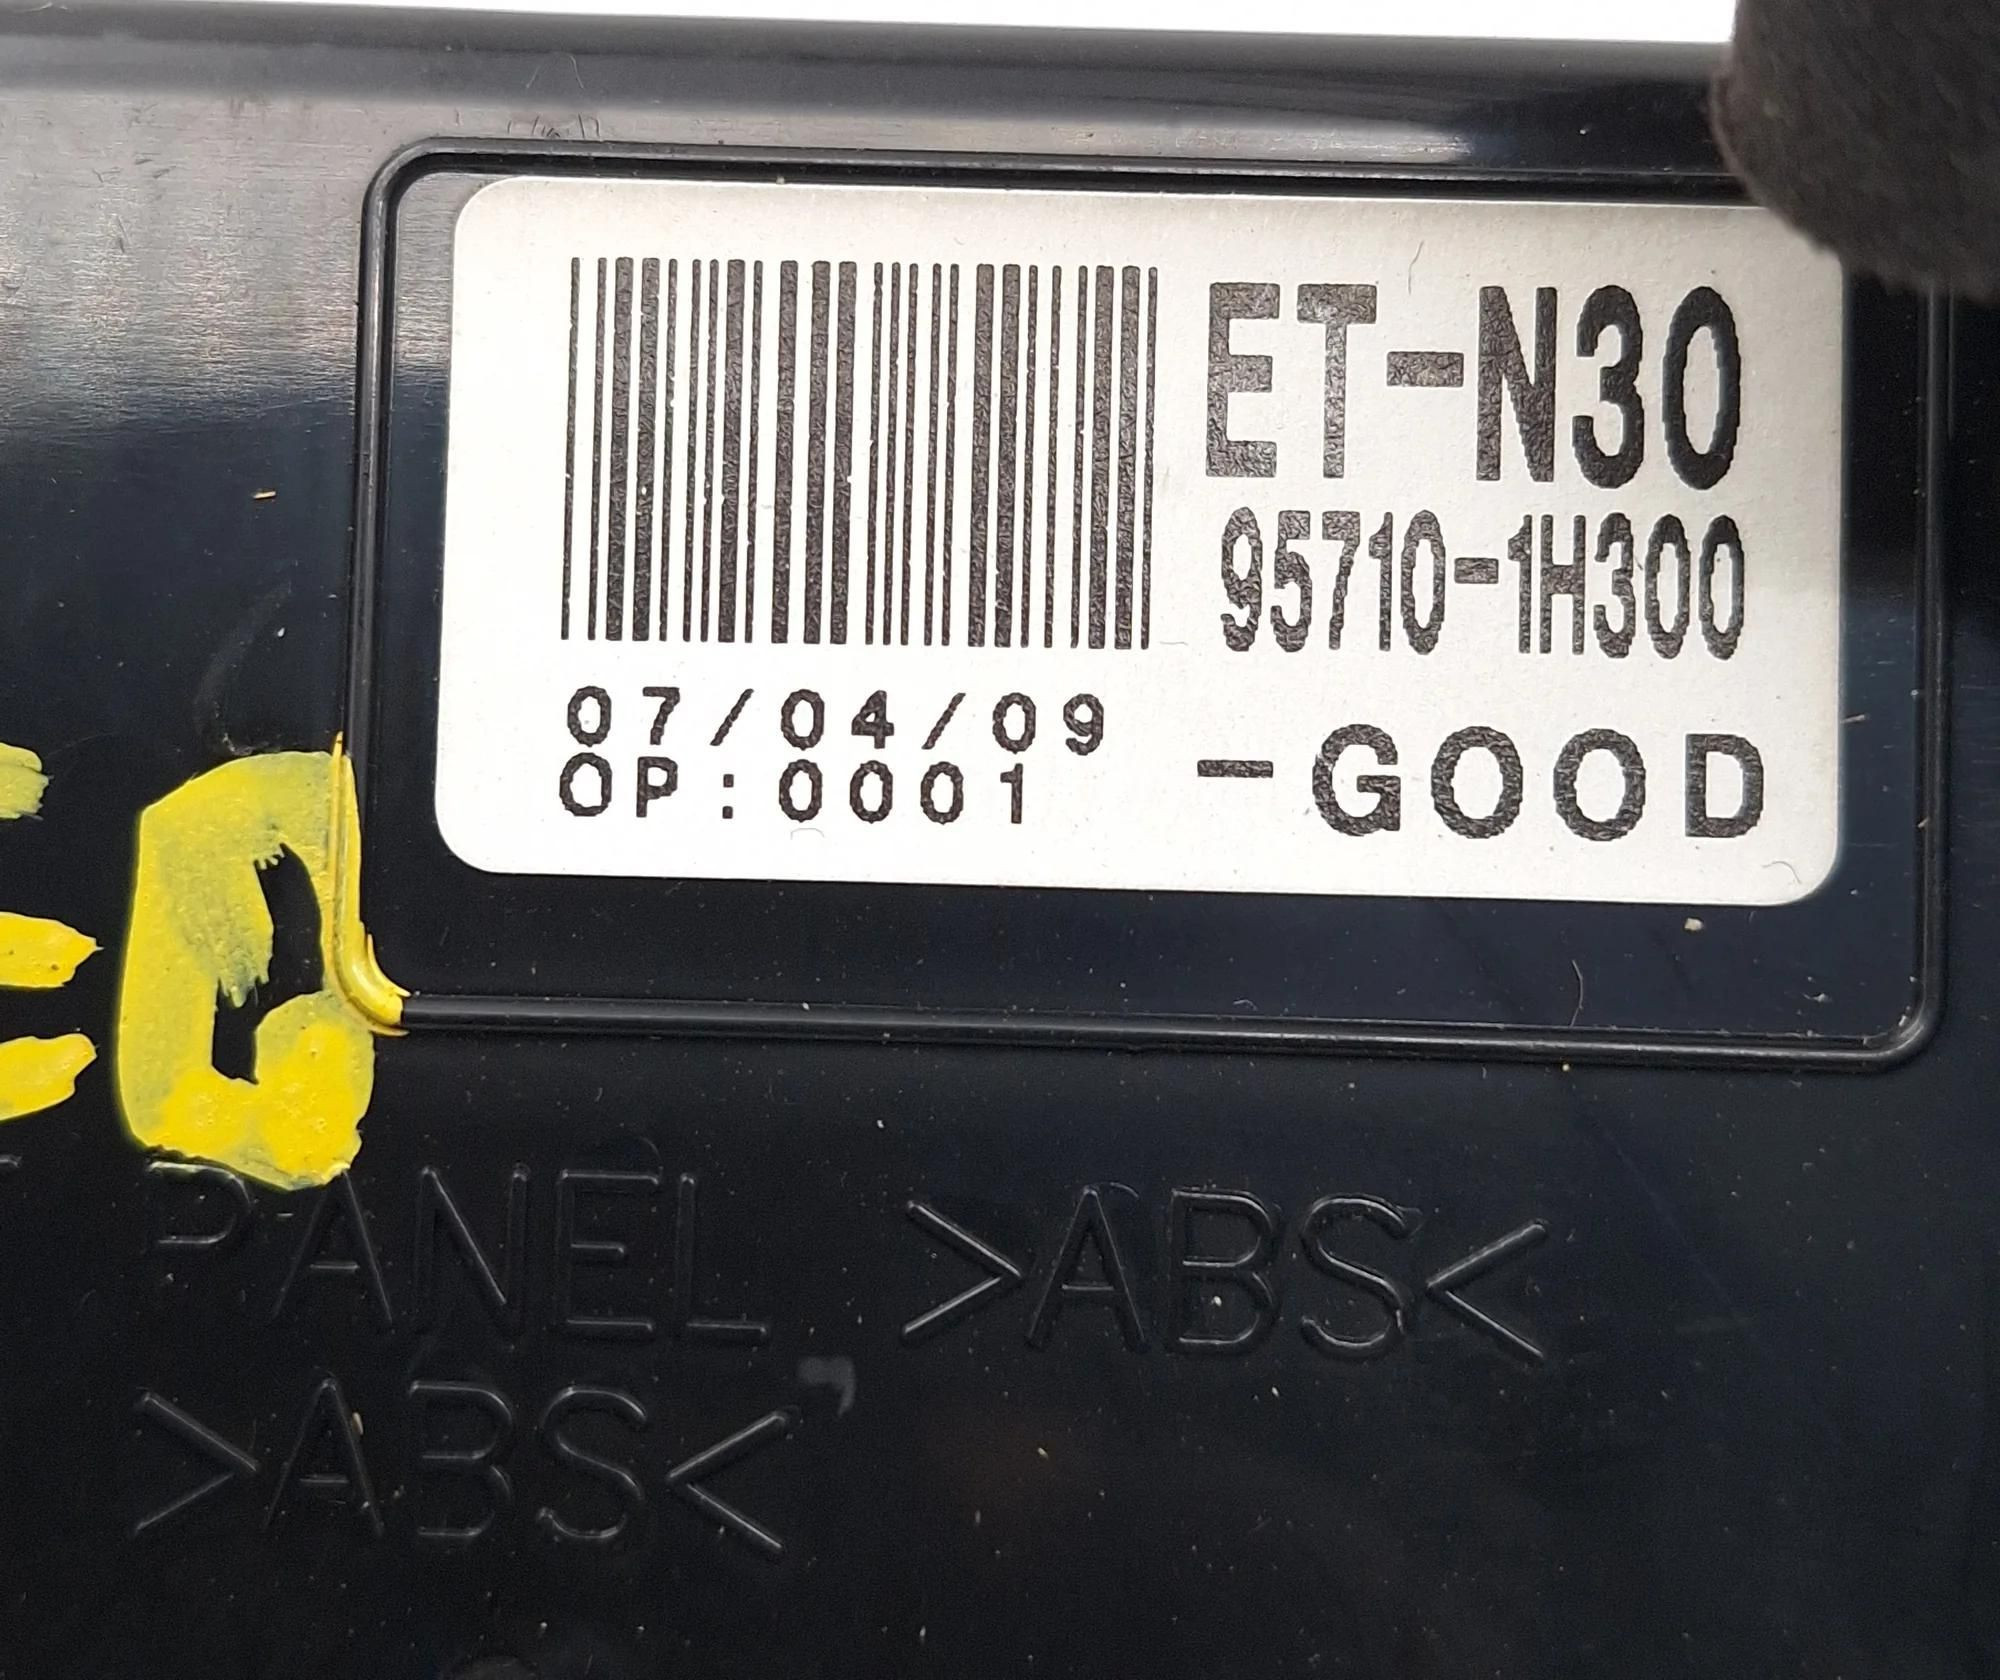 ET-N30
95710-1H300
07/04/09
OP:0001
-GOOD
PANEL >ABS<
>ABS<